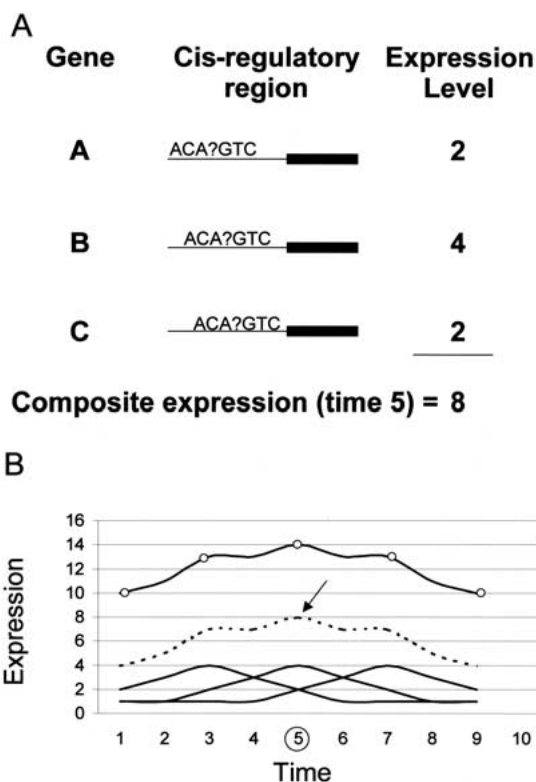 A
Gene Cis-regulatory Expression
region Level
A ACA?GTC 2
B ACA?GTC 4
C ACA?GTC 2
Composite expression (time 5) = 8
B
16
14
12
10
8
6
4
2
0
Expression
1 2 3 4 5 6 7 8 9 10
Time